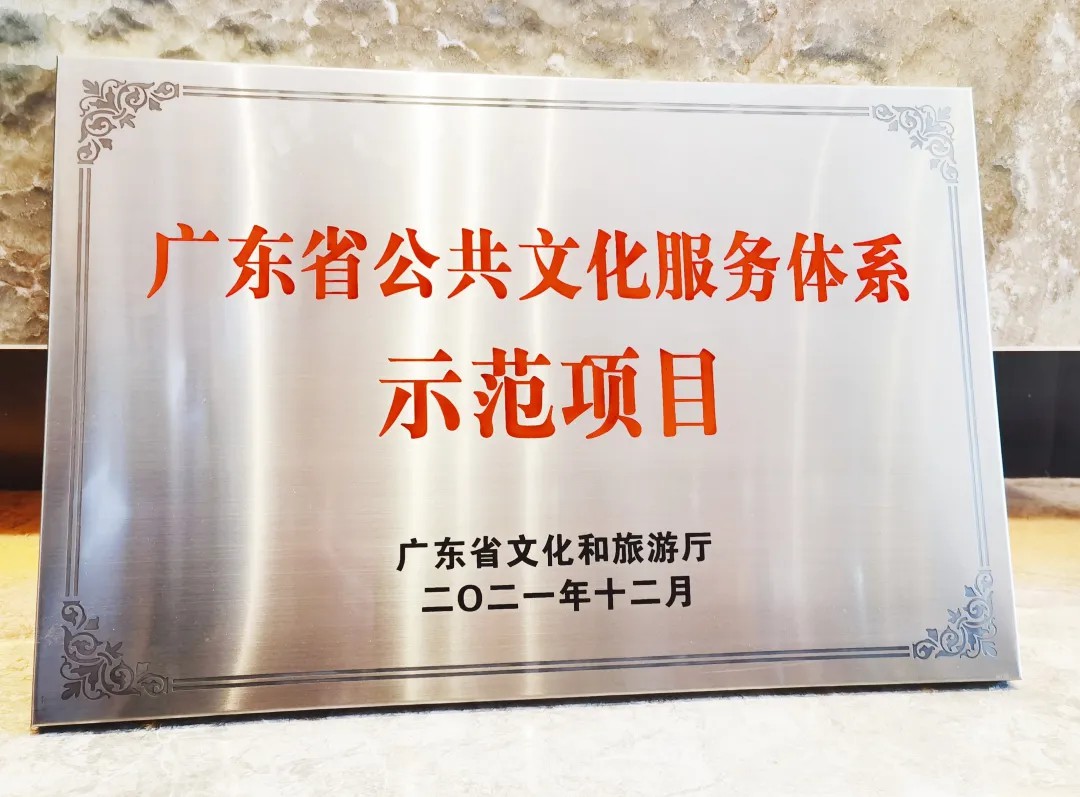 广东省公共文化服务体系
示范项目
广东省文化和旅游厅
二〇二一年十二月